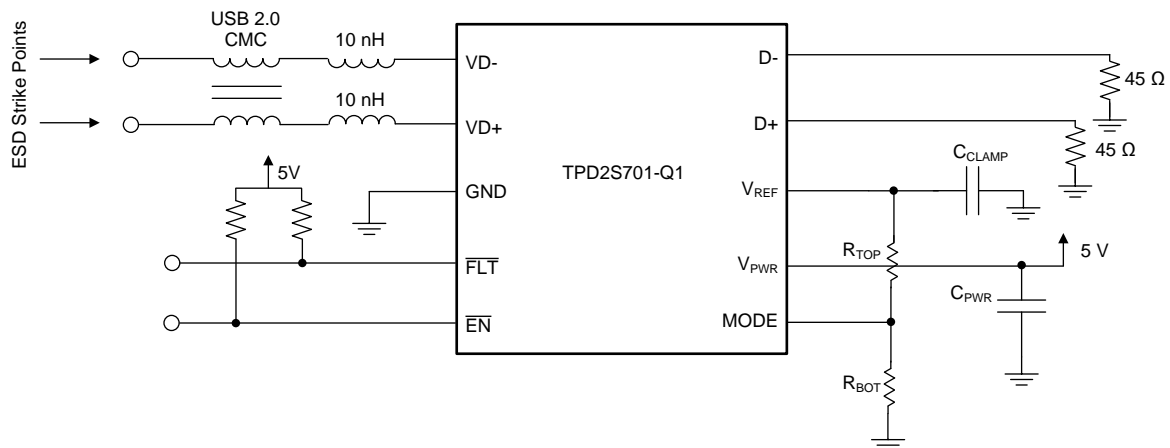 ESD Strike Points
USB 2.0
CMC
10 nH
10 nH
VD-
VD+
GND
FLT
EN
5V
TPD2S701-Q1
D-
D+
VREF
VPWR
MODE
45 Ω
45 Ω
CCLAMP
RTOP
5 V
CPWR
RBOT